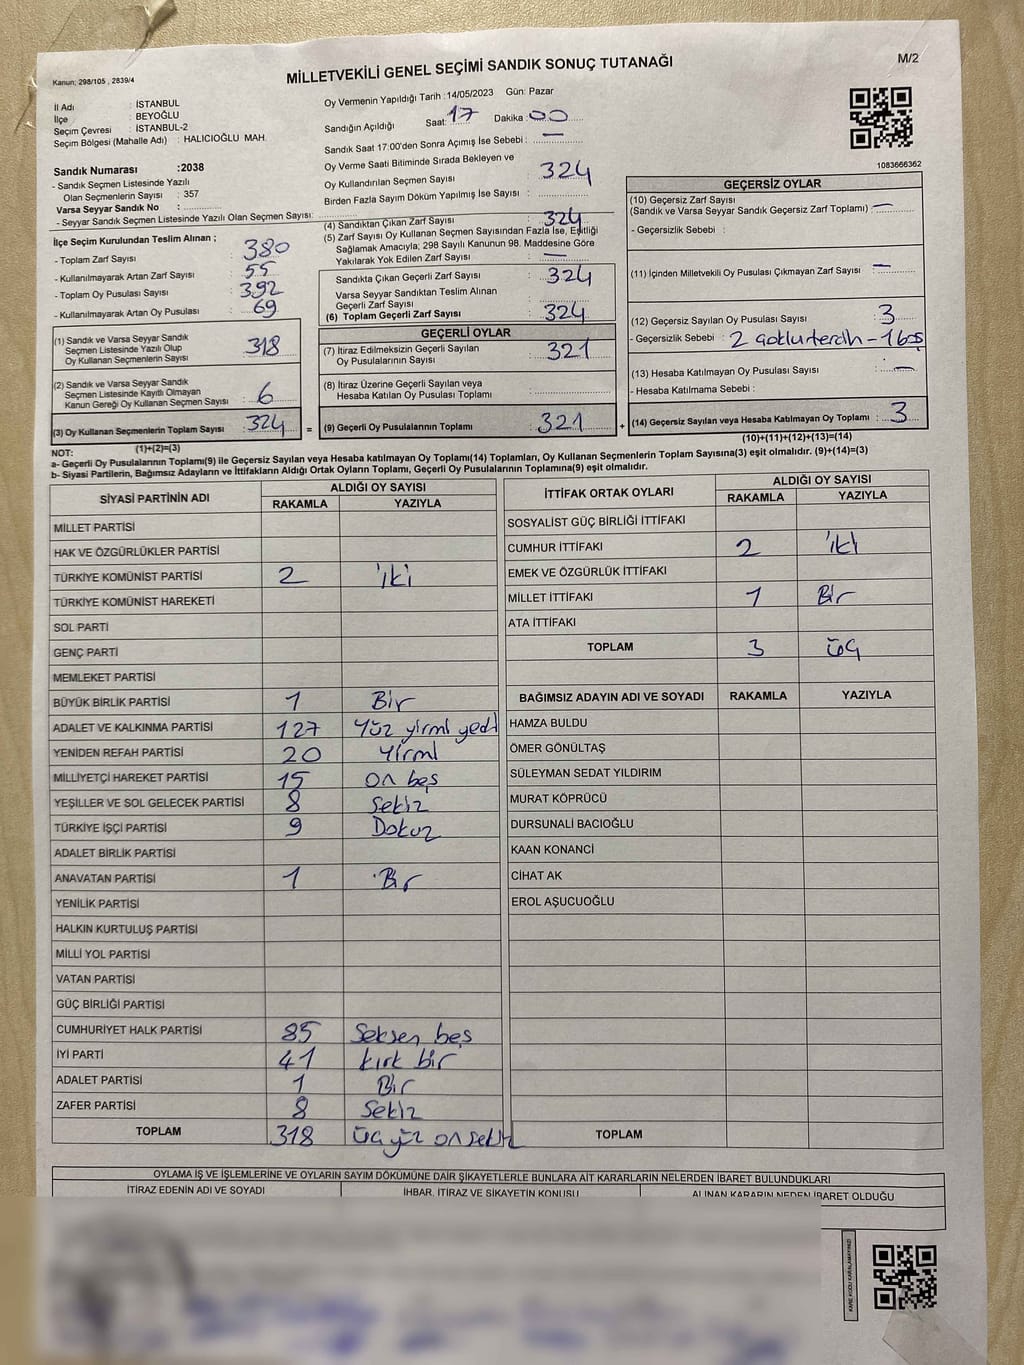 Kanun; 298/105 , 2839/4
MİLLETVEKİLİ GENEL SEÇİMİ SANDIK SONUÇ TUTANAĞI
M/2
İl Adı : İSTANBUL
İlçe : BEYOĞLU
Seçim Çevresi : İSTANBUL-2
Seçim Bölgesi (Mahalle Adı) : HALICIOĞLU MAH.
Sandık Numarası :2038
- Sandık Seçmen Listesinde Yazılı
Olan Seçmenlerin Sayısı : 357
Varsa Seyyar Sandık No :
- Seyyar Sandık Seçmen Listesinde Yazılı Olan Seçmen Sayısı:
Oy Vermenin Yapıldığı Tarih :14/05/2023 Gün: Pazar
Sandığın Açıldığı Saat: 17 Dakika : 00
Sandık Saat 17:00'den Sonra Açımış İse Sebebi : —
Oy Verme Saati Bitiminde Sırada Bekleyen ve
Oy Kullandırılan Seçmen Sayısı : 324
Birden Fazla Sayım Döküm Yapılmış İse Sayısı :
1083666362
İlçe Seçim Kurulundan Teslim Alınan ;
- Toplam Zarf Sayısı : 380
- Kullanılmayarak Artan Zarf Sayısı : 55
- Toplam Oy Pusulası Sayısı : 392
- Kullanılmayarak Artan Oy Pusulası : 69
(1) Sandık ve Varsa Seyyar Sandık
Seçmen Listesinde Yazılı Olup
Oy Kullanan Seçmenlerin Sayısı : 318
(2) Sandık ve Varsa Seyyar Sandık
Seçmen Listesinde Kayıtlı Olmayan
Kanun Gereği Oy Kullanan Seçmen Sayısı : 6
(3) Oy Kullanan Seçmenlerin Toplam Sayısı : 324
(1)+(2)=(3)
(4) Sandıktan Çıkan Zarf Sayısı : 324
(5) Zarf Sayısı Oy Kullanan Seçmen Sayısından Fazla İse, Eşitliği
Sağlamak Amacıyla; 298 Sayılı Kanunun 98. Maddesine Göre
Yakılarak Yok Edilen Zarf Sayısı : —
Sandıkta Çıkan Geçerli Zarf Sayısı : 324
Varsa Seyyar Sandıktan Teslim Alınan
Geçerli Zarf Sayısı :
(6) Toplam Geçerli Zarf Sayısı : 324
GEÇERLİ OYLAR
(7) İtiraz Edilmeksizin Geçerli Sayılan
Oy Pusulalarının Sayısı : 321
(8) İtiraz Üzerine Geçerli Sayılan veya
Hesaba Katılan Oy Pusulası Toplamı :
= (9) Geçerli Oy Pusulalarının Toplamı : 321 +
GEÇERSİZ OYLAR
(10) Geçersiz Zarf Sayısı
(Sandık ve Varsa Seyyar Sandık Geçersiz Zarf Toplamı) : —
- Geçersizlik Sebebi :
(11) İçinden Milletvekili Oy Pusulası Çıkmayan Zarf Sayısı : —
(12) Geçersiz Sayılan Oy Pusulası Sayısı : 3
- Geçersizlik Sebebi : 2 çoklu tercih - 1 boş
(13) Hesaba Katılmayan Oy Pusulası Sayısı : —
- Hesaba Katılmama Sebebi :
(14) Geçersiz Sayılan veya Hesaba Katılmayan Oy Toplamı : 3
(10)+(11)+(12)+(13)=(14)
NOT:
a- Geçerli Oy Pusulalarının Toplamı(9) ile Geçersiz Sayılan veya Hesaba katılmayan Oy Toplamı(14) Toplamları, Oy Kullanan Seçmenlerin Toplam Sayısına(3) eşit olmalıdır. (9)+(14)=(3)
b- Siyasi Partilerin, Bağımsız Adayların ve İttifakların Aldığı Ortak Oyların Toplamı, Geçerli Oy Pusulalarının Toplamına(9) eşit olmalıdır.
SİYASİ PARTİNİN ADI ALDIĞI OY SAYISI
RAKAMLA YAZIYLA
MİLLET PARTİSİ
HAK VE ÖZGÜRLÜKLER PARTİSİ
TÜRKİYE KOMÜNİST PARTİSİ 2 iki
TÜRKİYE KOMÜNİST HAREKETİ
SOL PARTİ
GENÇ PARTİ
MEMLEKET PARTİSİ
BÜYÜK BİRLİK PARTİSİ 1 Bir
ADALET VE KALKINMA PARTİSİ 127 Yüz yirmi yedi
YENİDEN REFAH PARTİSİ 20 Yirmi
MİLLİYETÇİ HAREKET PARTİSİ 15 on beş
YEŞİLLER VE SOL GELECEK PARTİSİ 8 Sekiz
TÜRKİYE İŞÇİ PARTİSİ 9 Dokuz
ADALET BİRLİK PARTİSİ
ANAVATAN PARTİSİ 1 Bir
YENİLİK PARTİSİ
HALKIN KURTULUŞ PARTİSİ
MİLLİ YOL PARTİSİ
VATAN PARTİSİ
GÜÇ BİRLİĞİ PARTİSİ
CUMHURİYET HALK PARTİSİ 85 Seksen beş
İYİ PARTİ 41 kırk bir
ADALET PARTİSİ 1 Bir
ZAFER PARTİSİ 8 Sekiz
TOPLAM 318 üç yüz on sekiz
İTTİFAK ORTAK OYLARI ALDIĞI OY SAYISI
RAKAMLA YAZIYLA
SOSYALİST GÜÇ BİRLİĞİ İTTİFAKI
CUMHUR İTTİFAKI 2 iki
EMEK VE ÖZGÜRLÜK İTTİFAKI
MİLLET İTTİFAKI 1 Bir
ATA İTTİFAKI
TOPLAM 3 üç
BAĞIMSIZ ADAYIN ADI VE SOYADI RAKAMLA YAZIYLA
HAMZA BULDU
ÖMER GÖNÜLTAŞ
SÜLEYMAN SEDAT YILDIRIM
MURAT KÖPRÜCÜ
DURSUNALİ BACIOĞLU
KAAN KONANCİ
CİHAT AK
EROL AŞUCUOĞLU
TOPLAM
OYLAMA İŞ VE İŞLEMLERİNE VE OYLARIN SAYIM DÖKÜMÜNE DAİR ŞİKAYETLERLE BUNLARA AİT KARARLARIN NELERDEN İBARET BULUNDUKLARI
İTİRAZ EDENİN ADI VE SOYADI İHBAR, İTİRAZ VE ŞİKAYETİN KONUSU ALINAN KARARIN NEDEN İBARET OLDUĞU
KARE KODU KARALAMAYINIZ!